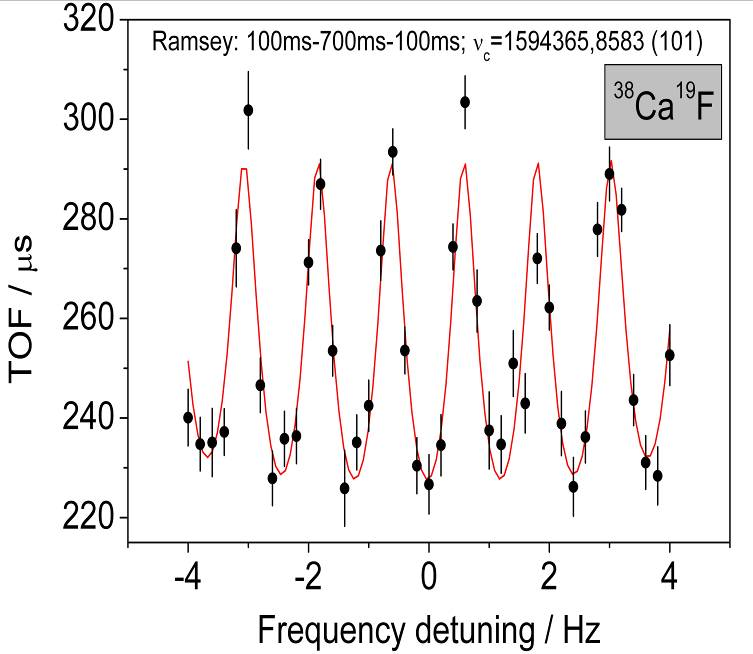 320
Ramsey: 100ms-700ms-100ms; νc=1594365,8583 (101)
38Ca19F
300
280
260
240
220
TOF / μs
-4 -2 0 2 4
Frequency detuning / Hz